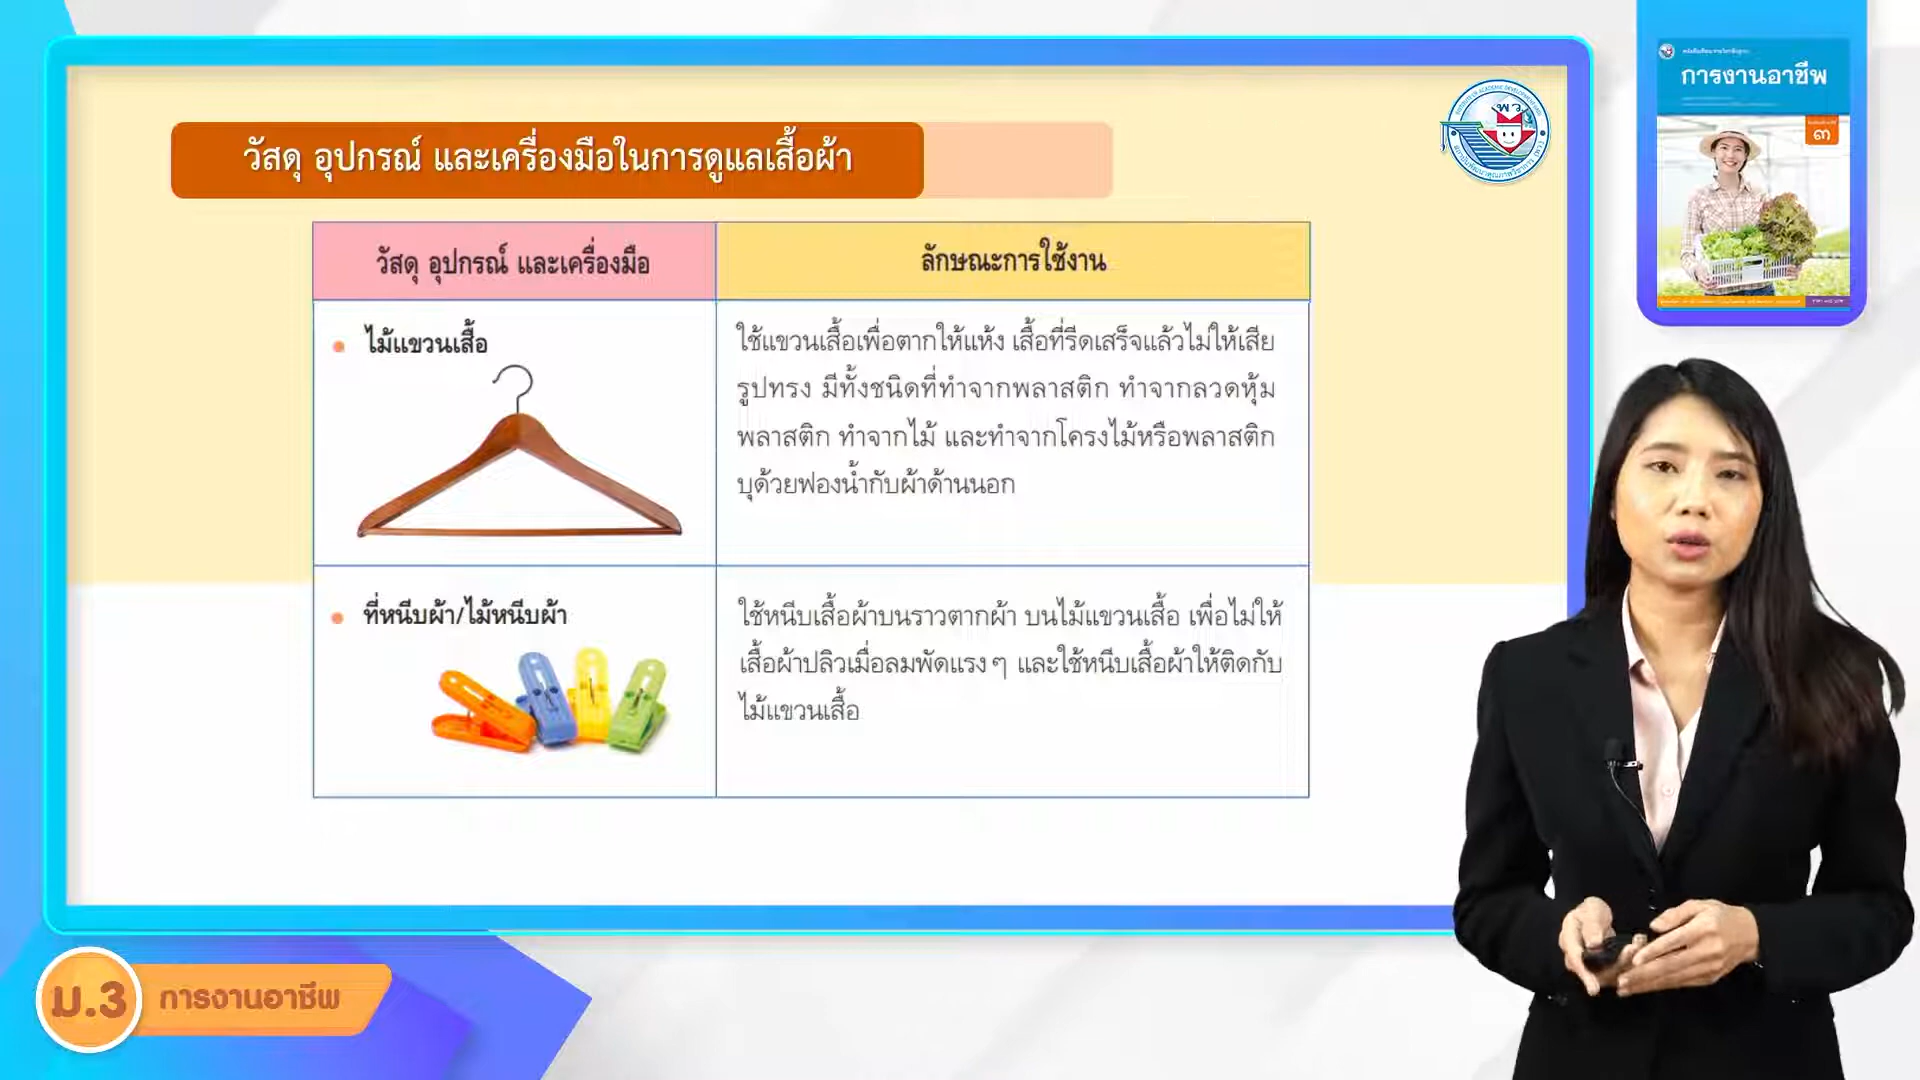 การงานอาชีพ
๓
พว.
วัสดุ อุปกรณ์ และเครื่องมือในการดูแลเสื้อผ้า
วัสดุ อุปกรณ์ และเครื่องมือ
ลักษณะการใช้งาน
ไม้แขวนเสื้อ
ใช้แขวนเสื้อเพื่อตากให้แห้ง เสื้อที่รีดเสร็จแล้วไม่ให้เสีย
รูปทรง มีทั้งชนิดที่ทำจากพลาสติก ทำจากลวดหุ้ม
พลาสติก ทำจากไม้ และทำจากโครงไม้หรือพลาสติก
บุด้วยฟองน้ำกับผ้าด้านนอก
ที่หนีบผ้า/ไม้หนีบผ้า
ใช้หนีบเสื้อผ้าบนราวตากผ้า บนไม้แขวนเสื้อ เพื่อไม่ให้
เสื้อผ้าปลิวเมื่อลมพัดแรง ๆ และใช้หนีบเสื้อผ้าให้ติดกับ
ไม้แขวนเสื้อ
ม.3
การงานอาชีพ